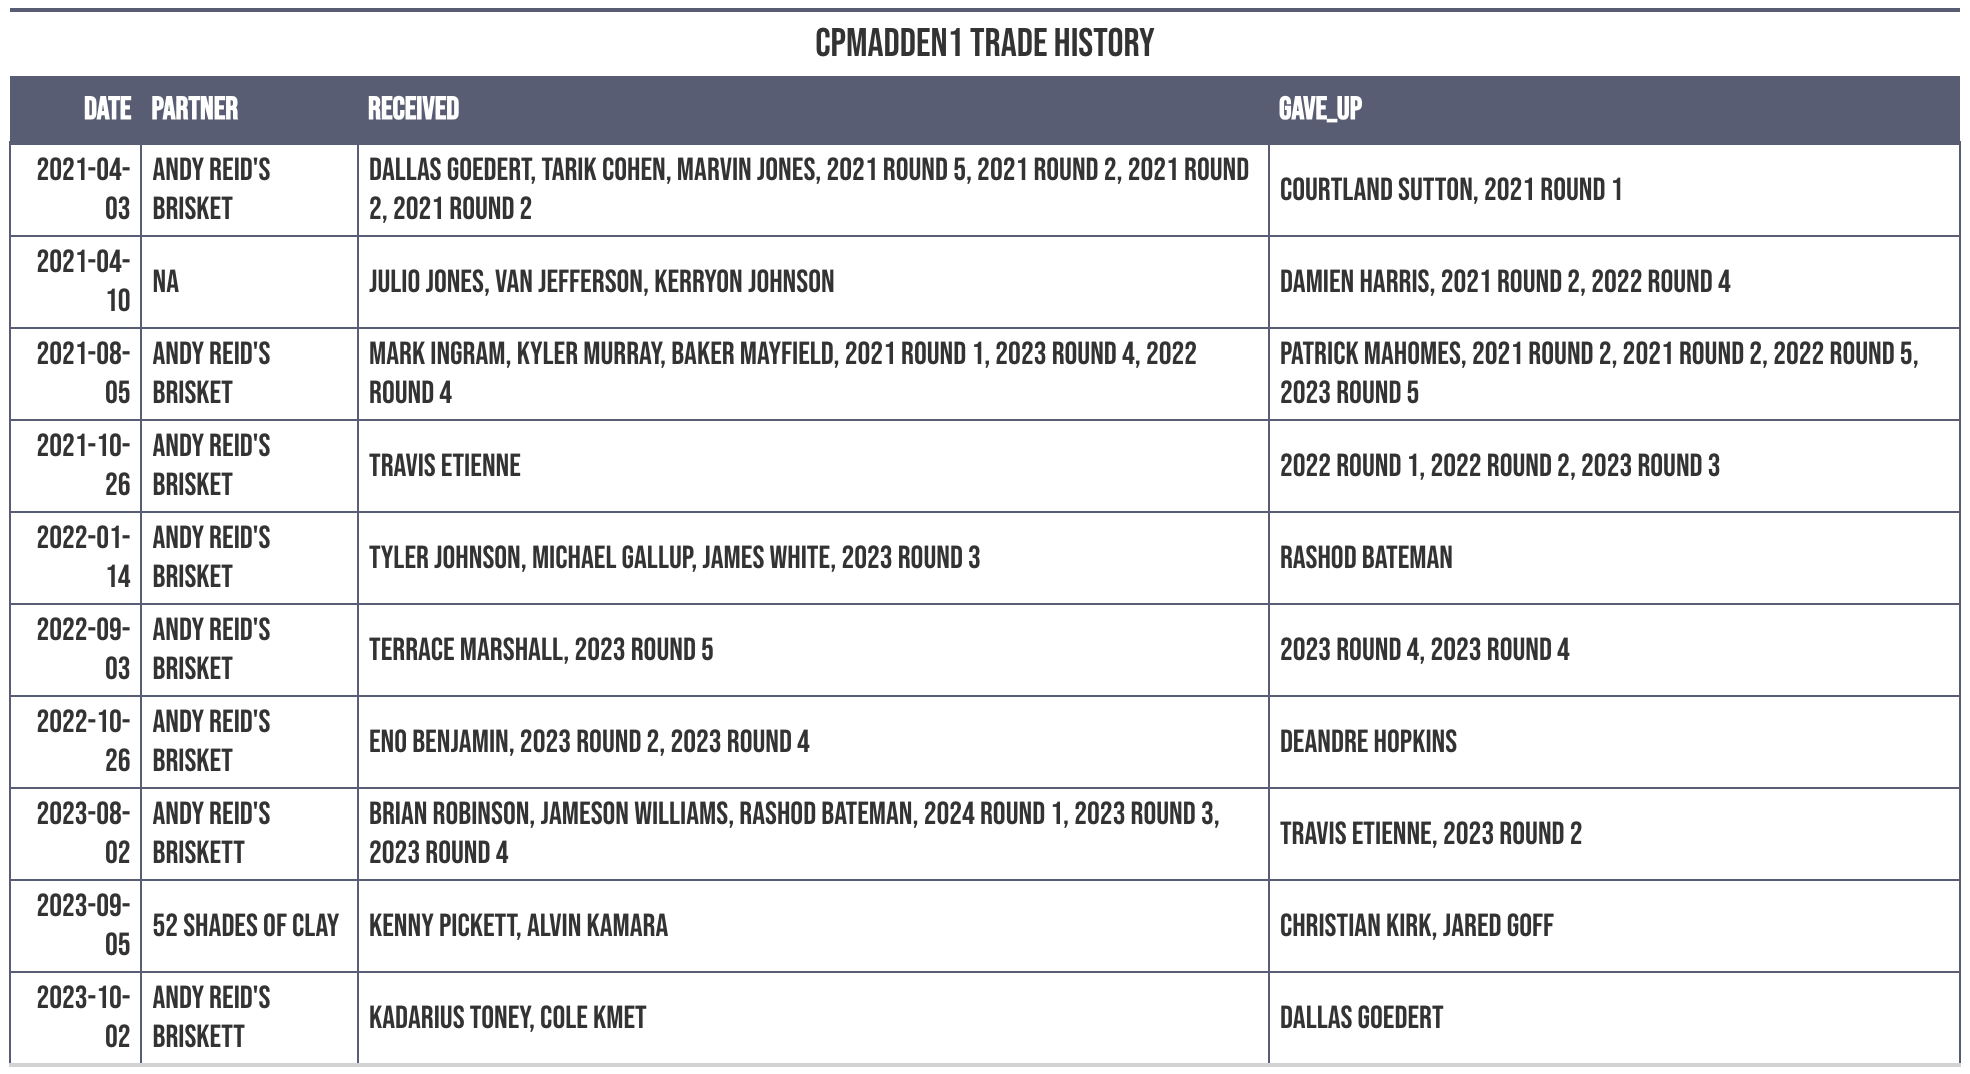 CPMADDEN1 TRADE HISTORY
DATE PARTNER RECEIVED GAVE_UP
2021-04-
03
ANDY REID'S
BRISKET
DALLAS GOEDERT, TARIK COHEN, MARVIN JONES, 2021 ROUND 5, 2021 ROUND 2, 2021 ROUND
2, 2021 ROUND 2
COURTLAND SUTTON, 2021 ROUND 1
2021-04-
10
NA
JULIO JONES, VAN JEFFERSON, KERRYON JOHNSON
DAMIEN HARRIS, 2021 ROUND 2, 2022 ROUND 4
2021-08-
05
ANDY REID'S
BRISKET
MARK INGRAM, KYLER MURRAY, BAKER MAYFIELD, 2021 ROUND 1, 2023 ROUND 4, 2022
ROUND 4
PATRICK MAHOMES, 2021 ROUND 2, 2021 ROUND 2, 2022 ROUND 5,
2023 ROUND 5
2021-10-
26
ANDY REID'S
BRISKET
TRAVIS ETIENNE
2022 ROUND 1, 2022 ROUND 2, 2023 ROUND 3
2022-01-
14
ANDY REID'S
BRISKET
TYLER JOHNSON, MICHAEL GALLUP, JAMES WHITE, 2023 ROUND 3
RASHOD BATEMAN
2022-09-
03
ANDY REID'S
BRISKET
TERRACE MARSHALL, 2023 ROUND 5
2023 ROUND 4, 2023 ROUND 4
2022-10-
26
ANDY REID'S
BRISKET
ENO BENJAMIN, 2023 ROUND 2, 2023 ROUND 4
DEANDRE HOPKINS
2023-08-
02
ANDY REID'S
BRISKETT
BRIAN ROBINSON, JAMESON WILLIAMS, RASHOD BATEMAN, 2024 ROUND 1, 2023 ROUND 3,
2023 ROUND 4
TRAVIS ETIENNE, 2023 ROUND 2
2023-09-
05
52 SHADES OF CLAY
KENNY PICKETT, ALVIN KAMARA
CHRISTIAN KIRK, JARED GOFF
2023-10-
02
ANDY REID'S
BRISKETT
KADARIUS TONEY, COLE KMET
DALLAS GOEDERT